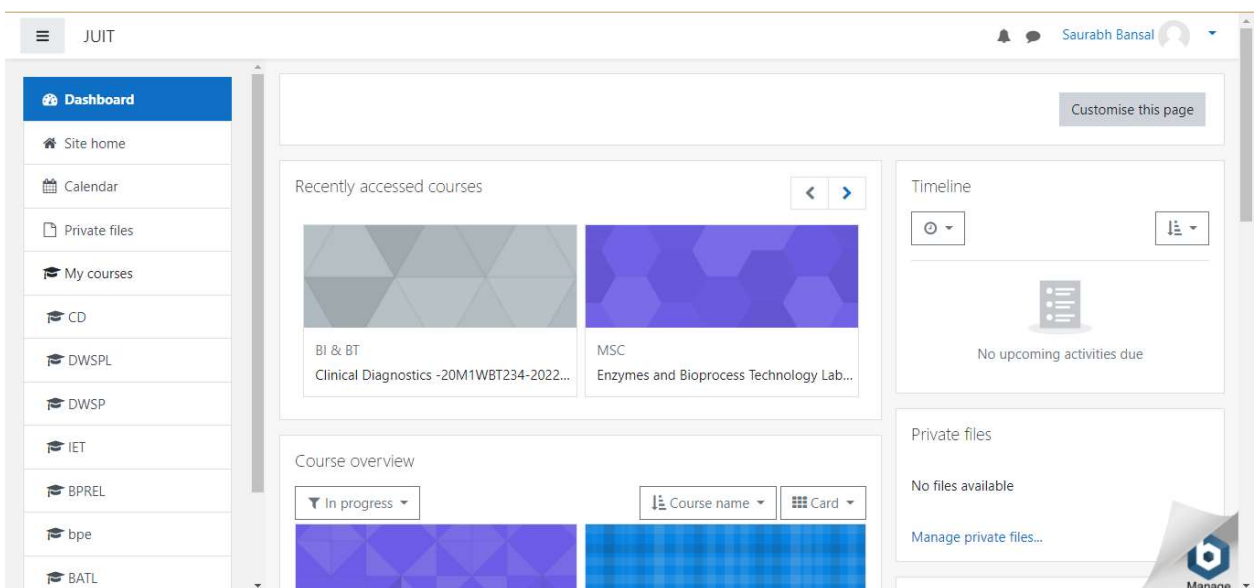 JUIT
Saurabh Bansal
Dashboard
Site home
Calendar
Private files
My courses
CD
DWSPL
DWSP
IET
BPREL
bpe
BATL
Customise this page
Recently accessed courses
BI & BT
Clinical Diagnostics -20M1WBT234-2022...
MSC
Enzymes and Bioprocess Technology Lab...
Course overview
In progress
Course name
Card
Timeline
No upcoming activities due
Private files
No files available
Manage private files...
Manage